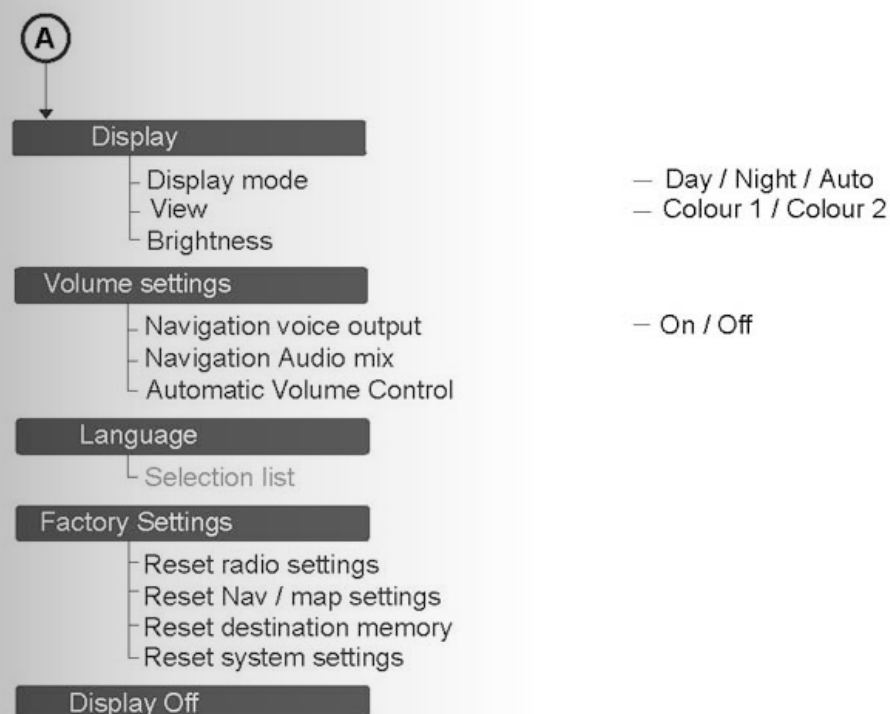 A
Display
Display mode — Day / Night / Auto
View — Colour 1 / Colour 2
Brightness
Volume settings
Navigation voice output — On / Off
Navigation Audio mix
Automatic Volume Control
Language
Selection list
Factory Settings
Reset radio settings
Reset Nav / map settings
Reset destination memory
Reset system settings
Display Off